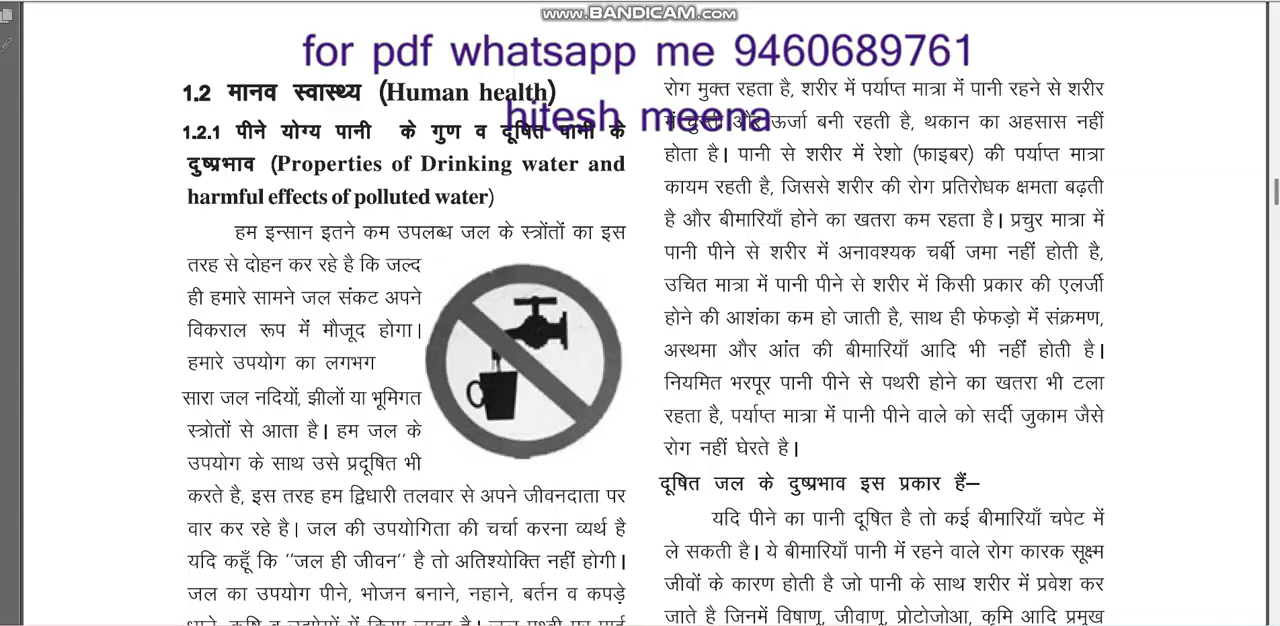 www.BANDICAM.com
for pdf whatsapp me 9460689761
hitesh meena
1.2 मानव स्वास्थ्य (Human health)
1.2.1 पीने योग्य पानी के गुण व दूषित पानी के
दुष्प्रभाव (Properties of Drinking water and
harmful effects of polluted water)
हम इन्सान इतने कम उपलब्ध जल के स्त्रोंतों का इस
तरह से दोहन कर रहे है कि जल्द
ही हमारे सामने जल संकट अपने
विकराल रूप में मौजूद होगा।
हमारे उपयोग का लगभग
सारा जल नदियों, झीलों या भूमिगत
स्त्रोतों से आता है। हम जल के
उपयोग के साथ उसे प्रदूषित भी
करते है, इस तरह हम द्विधारी तलवार से अपने जीवनदाता पर
वार कर रहे है। जल की उपयोगिता की चर्चा करना व्यर्थ है
यदि कहूँ कि ''जल ही जीवन'' है तो अतिश्योक्ति नहीं होगी।
जल का उपयोग पीने, भोजन बनाने, नहाने, बर्तन व कपड़े
रोग मुक्त रहता है, शरीर में पर्याप्त मात्रा में पानी रहने से शरीर
में चुस्ती और ऊर्जा बनी रहती है, थकान का अहसास नहीं
होता है। पानी से शरीर में रेशो (फाइबर) की पर्याप्त मात्रा
कायम रहती है, जिससे शरीर की रोग प्रतिरोधक क्षमता बढ़ती
है और बीमारियाँ होने का खतरा कम रहता है। प्रचुर मात्रा में
पानी पीने से शरीर में अनावश्यक चर्बी जमा नहीं होती है,
उचित मात्रा में पानी पीने से शरीर में किसी प्रकार की एलर्जी
होने की आशंका कम हो जाती है, साथ ही फेफड़ो में संक्रमण,
अस्थमा और आंत की बीमारियाँ आदि भी नहीं होती है।
नियमित भरपूर पानी पीने से पथरी होने का खतरा भी टला
रहता है, पर्याप्त मात्रा में पानी पीने वाले को सर्दी जुकाम जैसे
रोग नहीं घेरते है।
दूषित जल के दुष्प्रभाव इस प्रकार हैं–
यदि पीने का पानी दूषित है तो कई बीमारियाँ चपेट में
ले सकती है। ये बीमारियाँ पानी में रहने वाले रोग कारक सूक्ष्म
जीवों के कारण होती है जो पानी के साथ शरीर में प्रवेश कर
जाते है जिनमें विषाणु, जीवाणु, प्रोटोजोआ, कृमि आदि प्रमुख